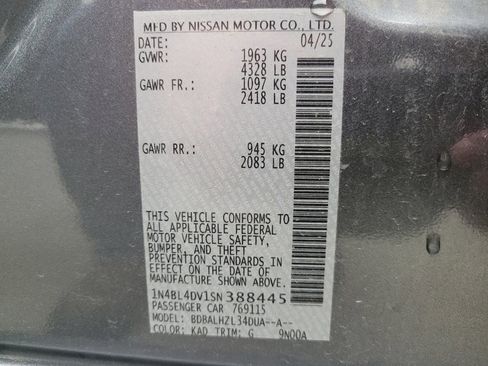 MFD BY NISSAN MOTOR CO., LTD.
DATE: 04/25
GVWR: 1963 KG
4328 LB
GAWR FR.: 1097 KG
2418 LB
GAWR RR.: 945 KG
2083 LB
THIS VEHICLE CONFORMS TO
ALL APPLICABLE FEDERAL
MOTOR VEHICLE SAFETY,
BUMPER, AND THEFT
PREVENTION STANDARDS IN
EFFECT ON THE DATE OF
MANUFACTURE SHOWN ABOVE.
1N4BL4DV1SN388445
PASSENGER CAR 769115
MODEL: BDBALHZL34DUA--A--
COLOR: KAD TRIM: G 9N00A